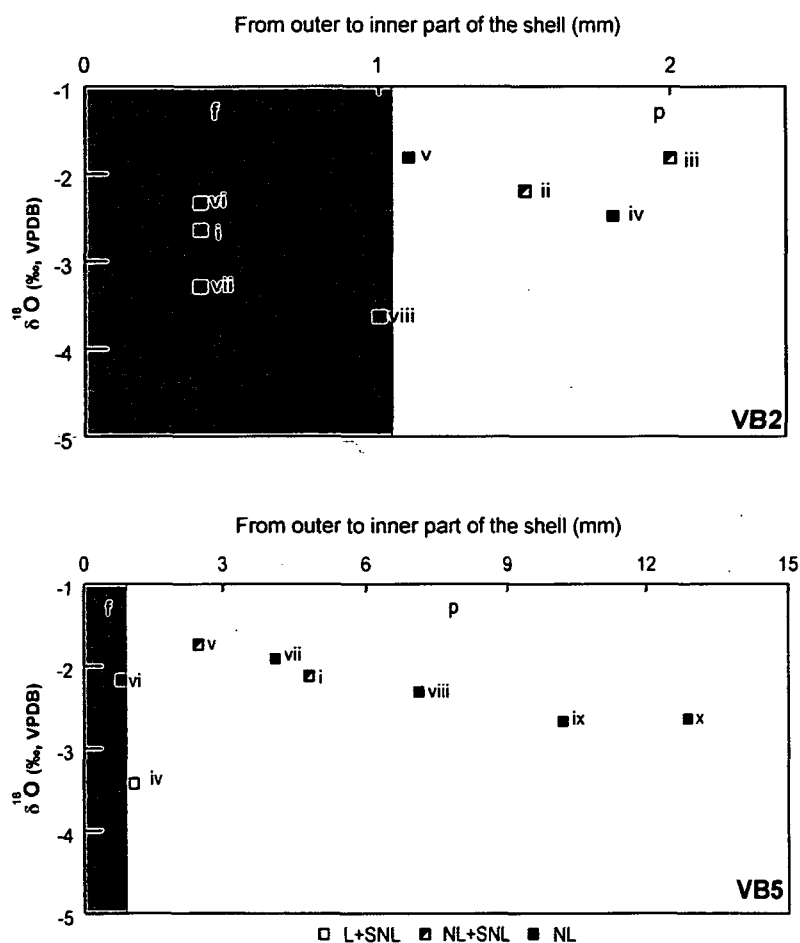 From outer to inner part of the shell (mm)
0 1 2
-1
f p
v iii
-2
vi ii
i iv
-3
vii
viii
-4
-5
δ18O (‰, VPDB)
VB2
From outer to inner part of the shell (mm)
0 3 6 9 12 15
-1
f p
v
vii
-2
vi i
viii
ix x
-3
iv
-4
-5
δ18O (‰, VPDB)
VB5
L+SNL NL+SNL NL